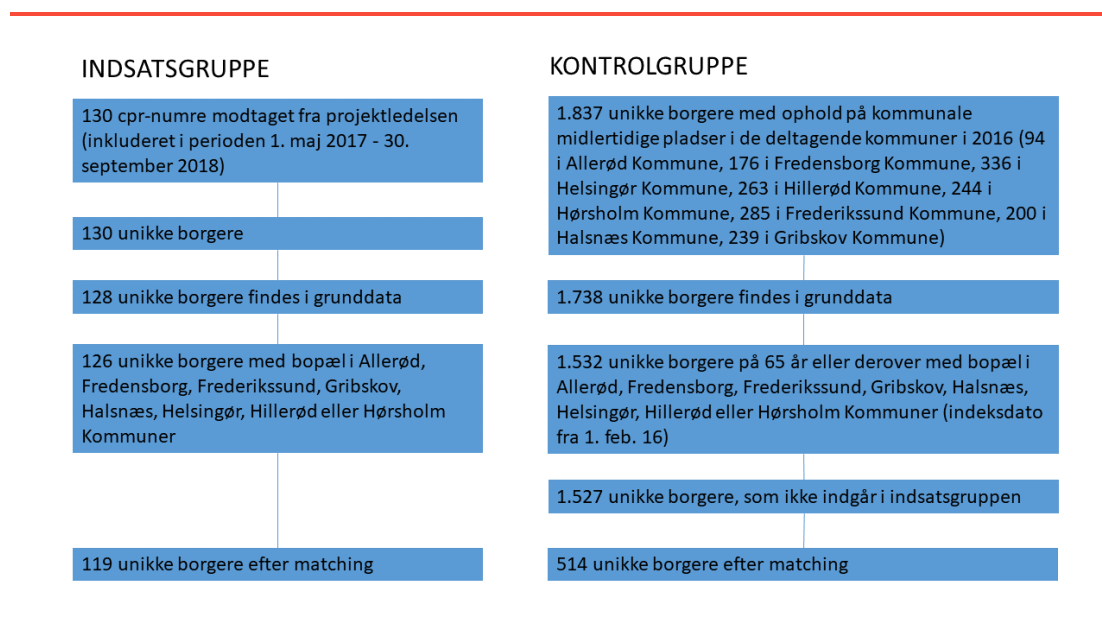 INDSATSGRUPPE
130 cpr-numre modtaget fra projektledelsen
(inkluderet i perioden 1. maj 2017 - 30.
september 2018)
130 unikke borgere
128 unikke borgere findes i grunddata
126 unikke borgere med bopæl i Allerød,
Fredensborg, Frederikssund, Gribskov,
Halsnæs, Helsingør, Hillerød eller Hørsholm
Kommuner
119 unikke borgere efter matching
KONTROLGRUPPE
1.837 unikke borgere med ophold på kommunale
midlertidige pladser i de deltagende kommuner i 2016 (94
i Allerød Kommune, 176 i Fredensborg Kommune, 336 i
Helsingør Kommune, 263 i Hillerød Kommune, 244 i
Hørsholm Kommune, 285 i Frederikssund Kommune, 200 i
Halsnæs Kommune, 239 i Gribskov Kommune)
1.738 unikke borgere findes i grunddata
1.532 unikke borgere på 65 år eller derover med bopæl i
Allerød, Fredensborg, Frederikssund, Gribskov, Halsnæs,
Helsingør, Hillerød eller Hørsholm Kommuner (indeksdato
fra 1. feb. 16)
1.527 unikke borgere, som ikke indgår i indsatsgruppen
514 unikke borgere efter matching